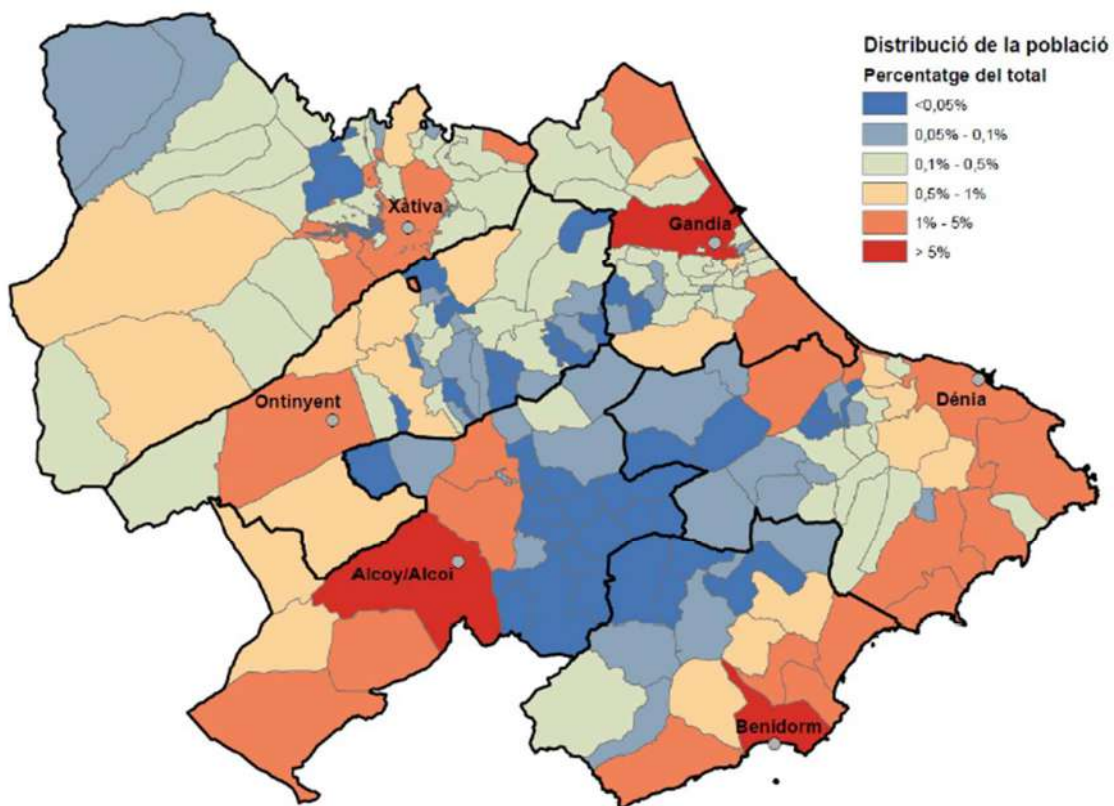 Distribució de la població
Percentatge del total
<0,05%
0,05% - 0,1%
0,1% - 0,5%
0,5% - 1%
1% - 5%
> 5%
Xàtiva
Gandia
Ontinyent
Dénia
Alcoy/Alcoi
Benidorm